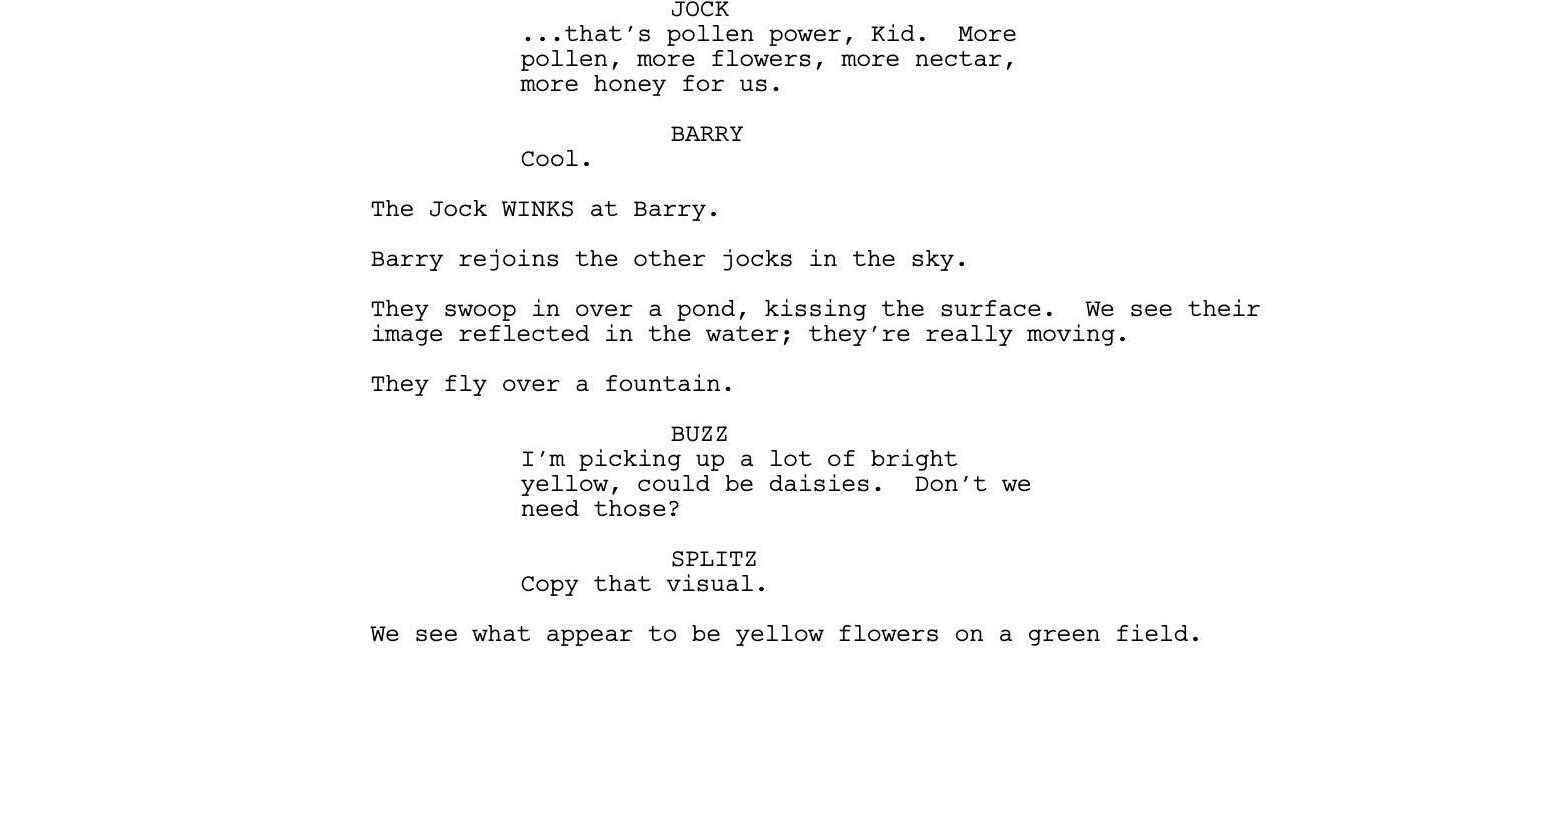 JOCK
...that’s pollen power, Kid.  More
pollen, more flowers, more nectar,
more honey for us.
BARRY
Cool.
The Jock WINKS at Barry.
Barry rejoins the other jocks in the sky.
They swoop in over a pond, kissing the surface.  We see their
image reflected in the water; they’re really moving.
They fly over a fountain.
BUZZ
I’m picking up a lot of bright
yellow, could be daisies.  Don’t we
need those?
SPLITZ
Copy that visual.
We see what appear to be yellow flowers on a green field.